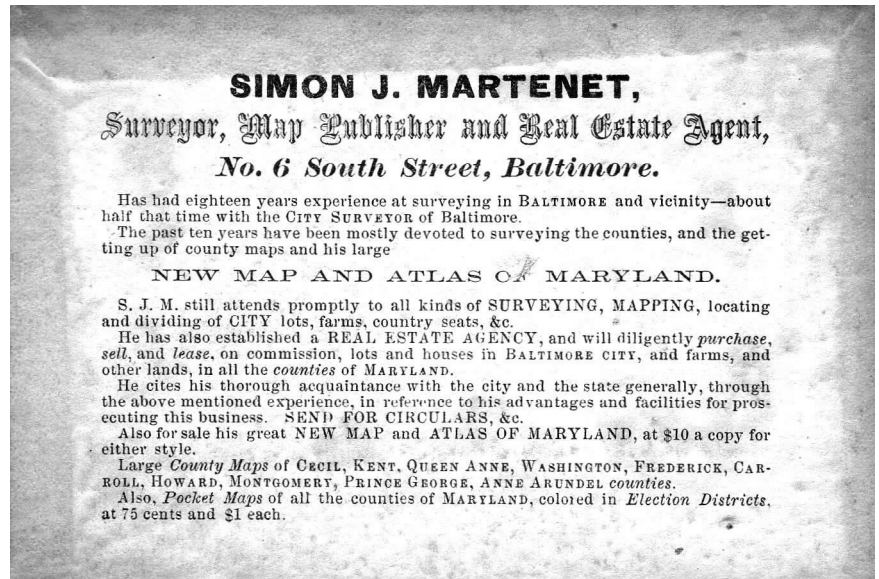 SIMON J. MARTENET,
Surveyor, Map Publisher and Real Estate Agent,
No. 6 South Street, Baltimore.
Has had eighteen years experience at surveying in BALTIMORE and vicinity—about
half that time with the CITY SURVEYOR of Baltimore.
The past ten years have been mostly devoted to surveying the counties, and the get-
ting up of county maps and his large
NEW MAP AND ATLAS OF MARYLAND.
S. J. M. still attends promptly to all kinds of SURVEYING, MAPPING, locating
and dividing of CITY lots, farms, country seats, &c.
He has also established a REAL ESTATE AGENCY, and will diligently purchase,
sell, and lease, on commission, lots and houses in BALTIMORE CITY, and farms, and
other lands, in all the counties of MARYLAND.
He cites his thorough acquaintance with the city and the state generally, through
the above mentioned experience, in reference to his advantages and facilities for pros-
ecuting this business. SEND FOR CIRCULARS, &c.
Also for sale his great NEW MAP and ATLAS OF MARYLAND, at $10 a copy for
either style.
Large County Maps of CECIL, KENT, QUEEN ANNE, WASHINGTON, FREDERICK, CAR-
ROLL, HOWARD, MONTGOMERY, PRINCE GEORGE, ANNE ARUNDEL counties.
Also, Pocket Maps of all the counties of MARYLAND, colored in Election Districts,
at 75 cents and $1 each.